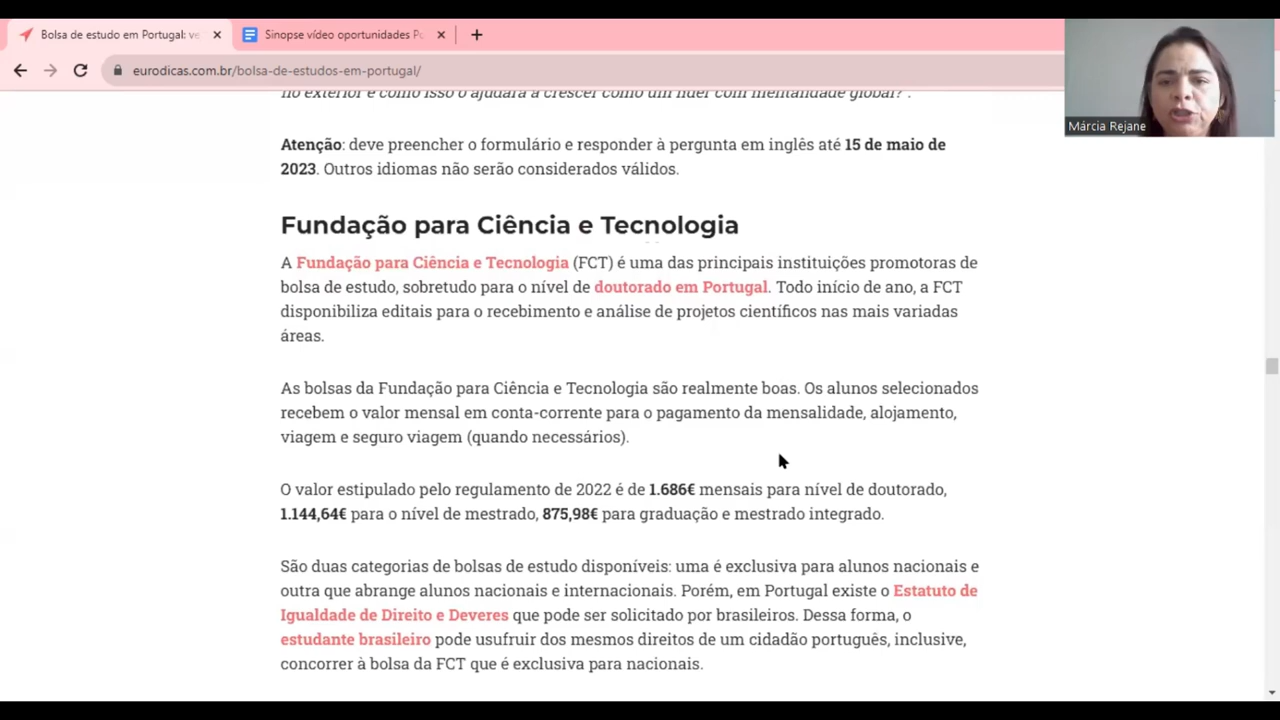 Bolsa de estudo em Portugal: ve
Sinopse vídeo oportunidades Po
eurodicas.com.br/bolsa-de-estudos-em-portugal/
Márcia Rejane
no exterior e como isso o ajudará a crescer como um líder com mentalidade global?".
Atenção: deve preencher o formulário e responder à pergunta em inglês até 15 de maio de
2023. Outros idiomas não serão considerados válidos.
Fundação para Ciência e Tecnologia
A Fundação para Ciência e Tecnologia (FCT) é uma das principais instituições promotoras de
bolsa de estudo, sobretudo para o nível de doutorado em Portugal. Todo início de ano, a FCT
disponibiliza editais para o recebimento e análise de projetos científicos nas mais variadas
áreas.
As bolsas da Fundação para Ciência e Tecnologia são realmente boas. Os alunos selecionados
recebem o valor mensal em conta-corrente para o pagamento da mensalidade, alojamento,
viagem e seguro viagem (quando necessários).
O valor estipulado pelo regulamento de 2022 é de 1.686€ mensais para nível de doutorado,
1.144,64€ para o nível de mestrado, 875,98€ para graduação e mestrado integrado.
São duas categorias de bolsas de estudo disponíveis: uma é exclusiva para alunos nacionais e
outra que abrange alunos nacionais e internacionais. Porém, em Portugal existe o Estatuto de
Igualdade de Direito e Deveres que pode ser solicitado por brasileiros. Dessa forma, o
estudante brasileiro pode usufruir dos mesmos direitos de um cidadão português, inclusive,
concorrer à bolsa da FCT que é exclusiva para nacionais.